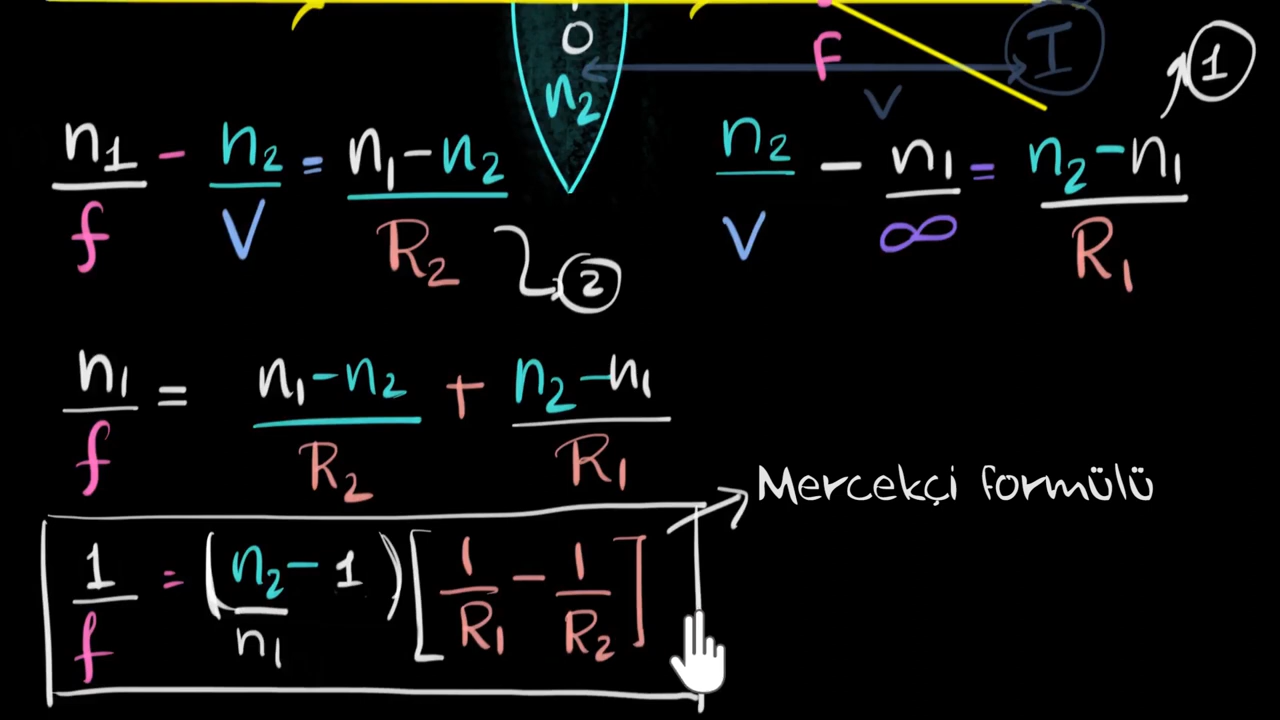 O
n₂
F
I
V
1
n₁/f - n₂/V = n₁-n₂/R₂
2
n₂/V - n₁/∞ = n₂-n₁/R₁
n₁/f = n₁-n₂/R₂ + n₂-n₁/R₁
Mercekçi formülü
1/f = (n₂/n₁ - 1) [1/R₁ - 1/R₂]